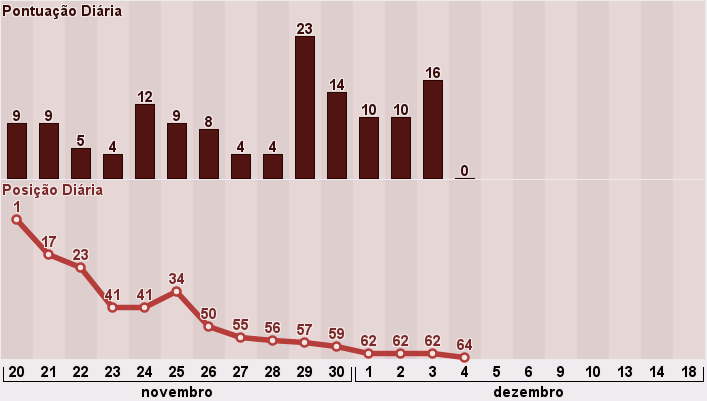 Pontuação Diária
9 9 5 4 12 9 8 4 4 23 14 10 10 16 0
Posição Diária
1 17 23 41 41 34 50 55 56 57 59 62 62 62 64
20 21 22 23 24 25 26 27 28 29 30 1 2 3 4 5 6 9 10 13 14 18
novembro dezembro